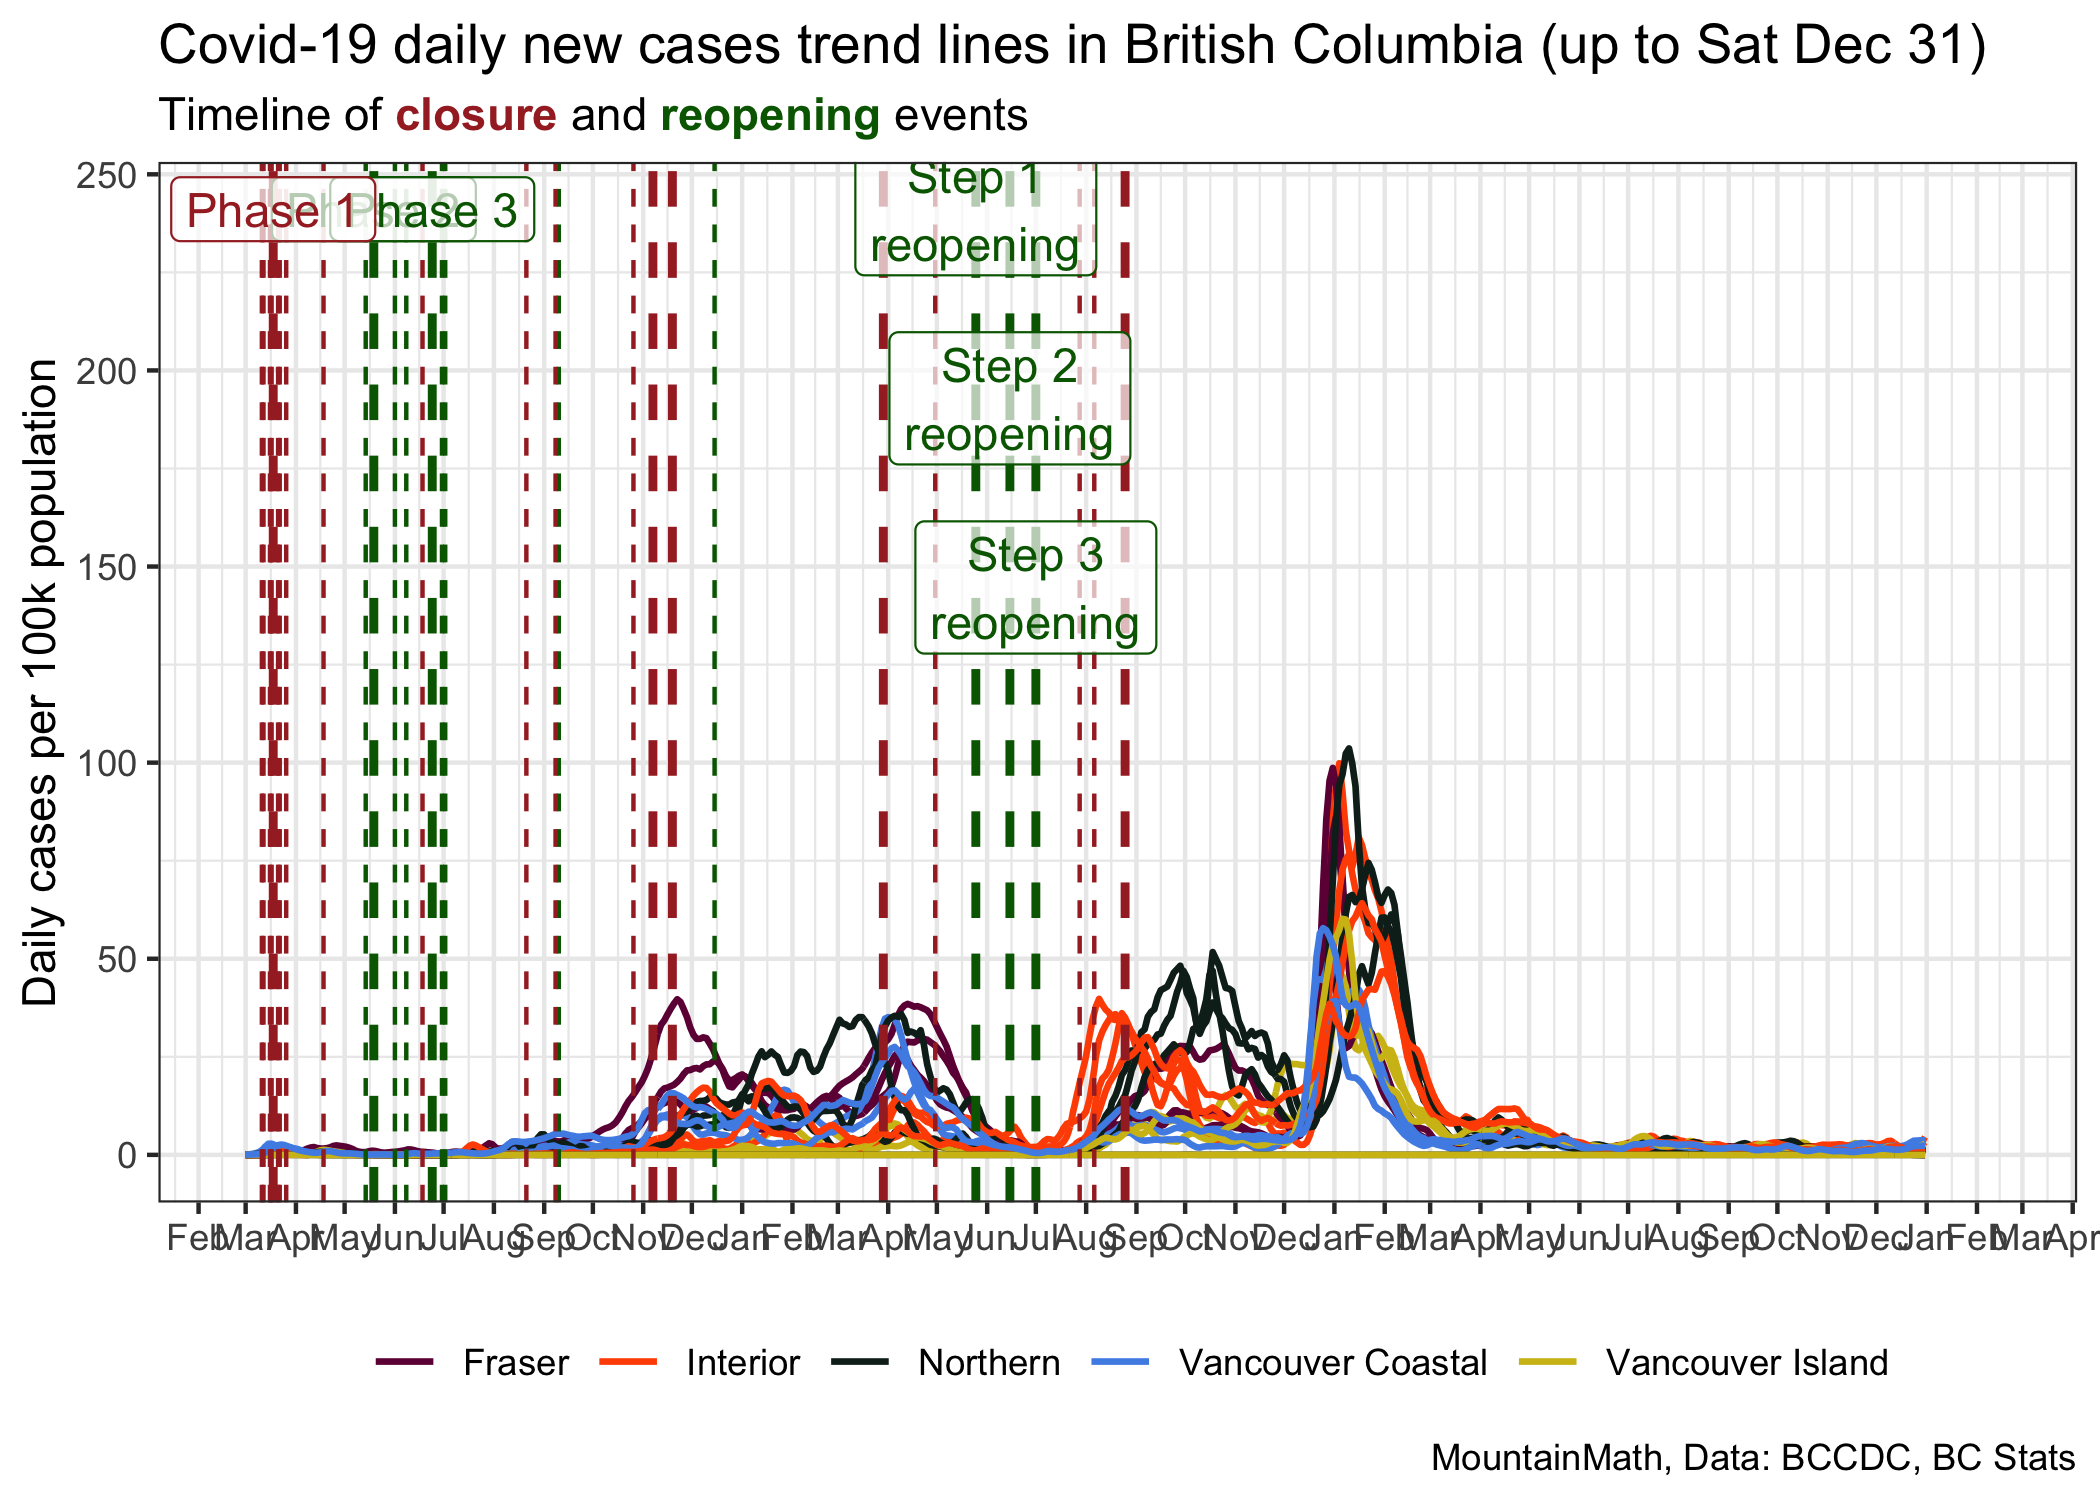 Covid-19 daily new cases trend lines in British Columbia (up to Sat Dec 31)
Timeline of closure and reopening events
Daily cases per 100k population
250
200
150
100
50
0
Phase 1
Phase 2
Phase 3
Step 1
reopening
Step 2
reopening
Step 3
reopening
Feb Mar Apr May Jun Jul Aug Sep Oct Nov Dec Jan Feb Mar Apr May Jun Jul Aug Sep Oct Nov Dec Jan Feb Mar Apr May Jun Jul Aug Sep Oct Nov Dec Jan Feb Mar Apr
Fraser Interior Northern Vancouver Coastal Vancouver Island
MountainMath, Data: BCCDC, BC Stats